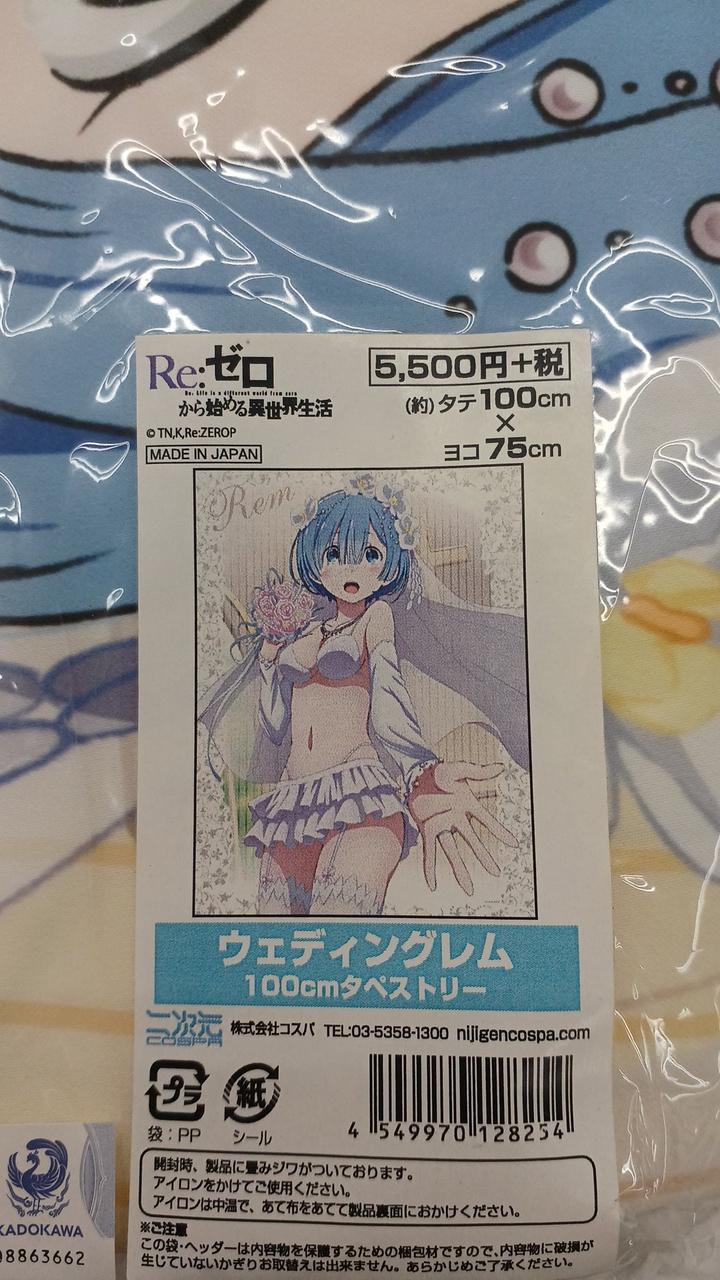 Re:ゼロ
Re: Life in a different world from zero
から始める異世界生活
© TN,K,Re:ZEROP
MADE IN JAPAN
5,500円+税
(約)タテ100cm
×
ヨコ75cm
Rem
ウェディングレム
100cmタペストリー
二次元
COSPA
株式会社コスパ TEL:03-5358-1300 nijigencospa.com
プラ
紙
袋:PP シール
4 549970 128254
開封時、製品に畳みジワがついております。
アイロンをかけてご使用ください。
アイロンは中温で、あて布をあてて製品裏面におかけください。
※ご注意
この袋・ヘッダーは内容物を保護するための梱包材ですので、内容物に破損が
生じていないかぎりお取替えは出来ません。あらかじめご了承ください。
KADOKAWA
08863662